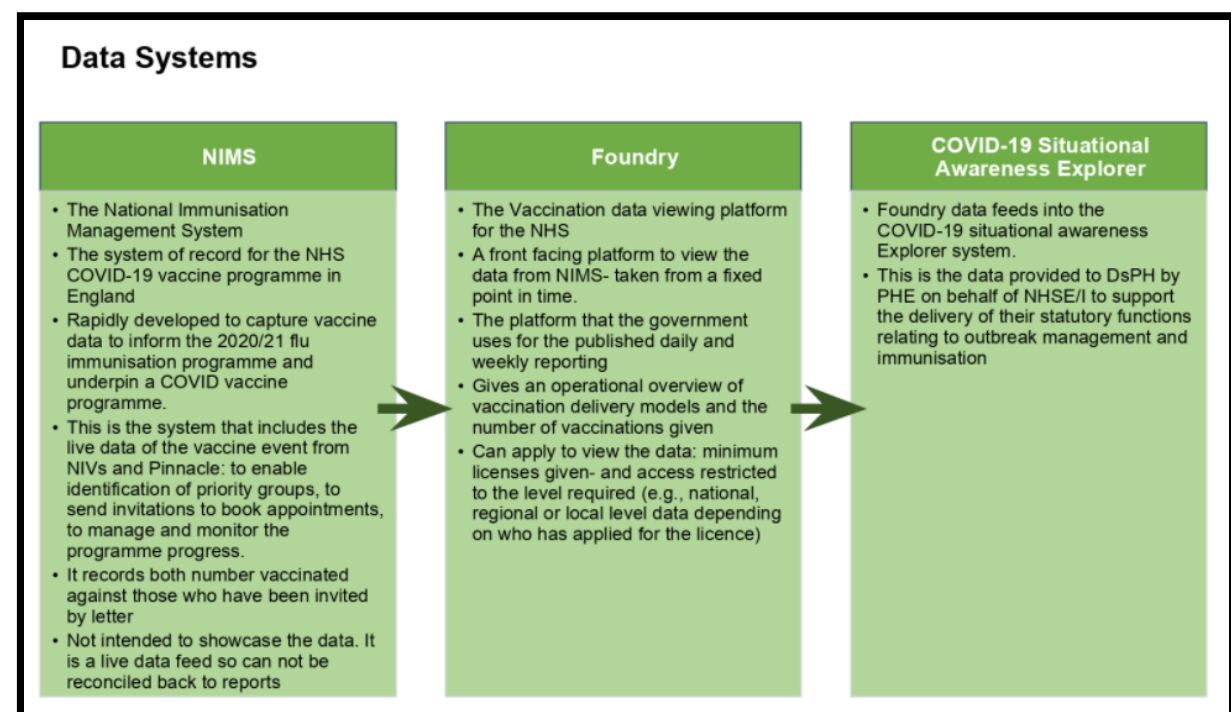 Data Systems
NIMS
• The National Immunisation
Management System
• The system of record for the NHS
COVID-19 vaccine programme in
England
• Rapidly developed to capture vaccine
data to inform the 2020/21 flu
immunisation programme and
underpin a COVID vaccine
programme.
• This is the system that includes the
live data of the vaccine event from
NIVs and Pinnacle: to enable
identification of priority groups, to
send invitations to book appointments,
to manage and monitor the
programme progress.
• It records both number vaccinated
against those who have been invited
by letter
• Not intended to showcase the data. It
is a live data feed so can not be
reconciled back to reports
Foundry
• The Vaccination data viewing platform
for the NHS
• A front facing platform to view the
data from NIMS- taken from a fixed
point in time.
• The platform that the government
uses for the published daily and
weekly reporting
• Gives an operational overview of
vaccination delivery models and the
number of vaccinations given
• Can apply to view the data: minimum
licenses given- and access restricted
to the level required (e.g., national,
regional or local level data depending
on who has applied for the licence)
COVID-19 Situational
Awareness Explorer
• Foundry data feeds into the
COVID-19 situational awareness
Explorer system.
• This is the data provided to DsPH by
PHE on behalf of NHSE/I to support
the delivery of their statutory functions
relating to outbreak management and
immunisation